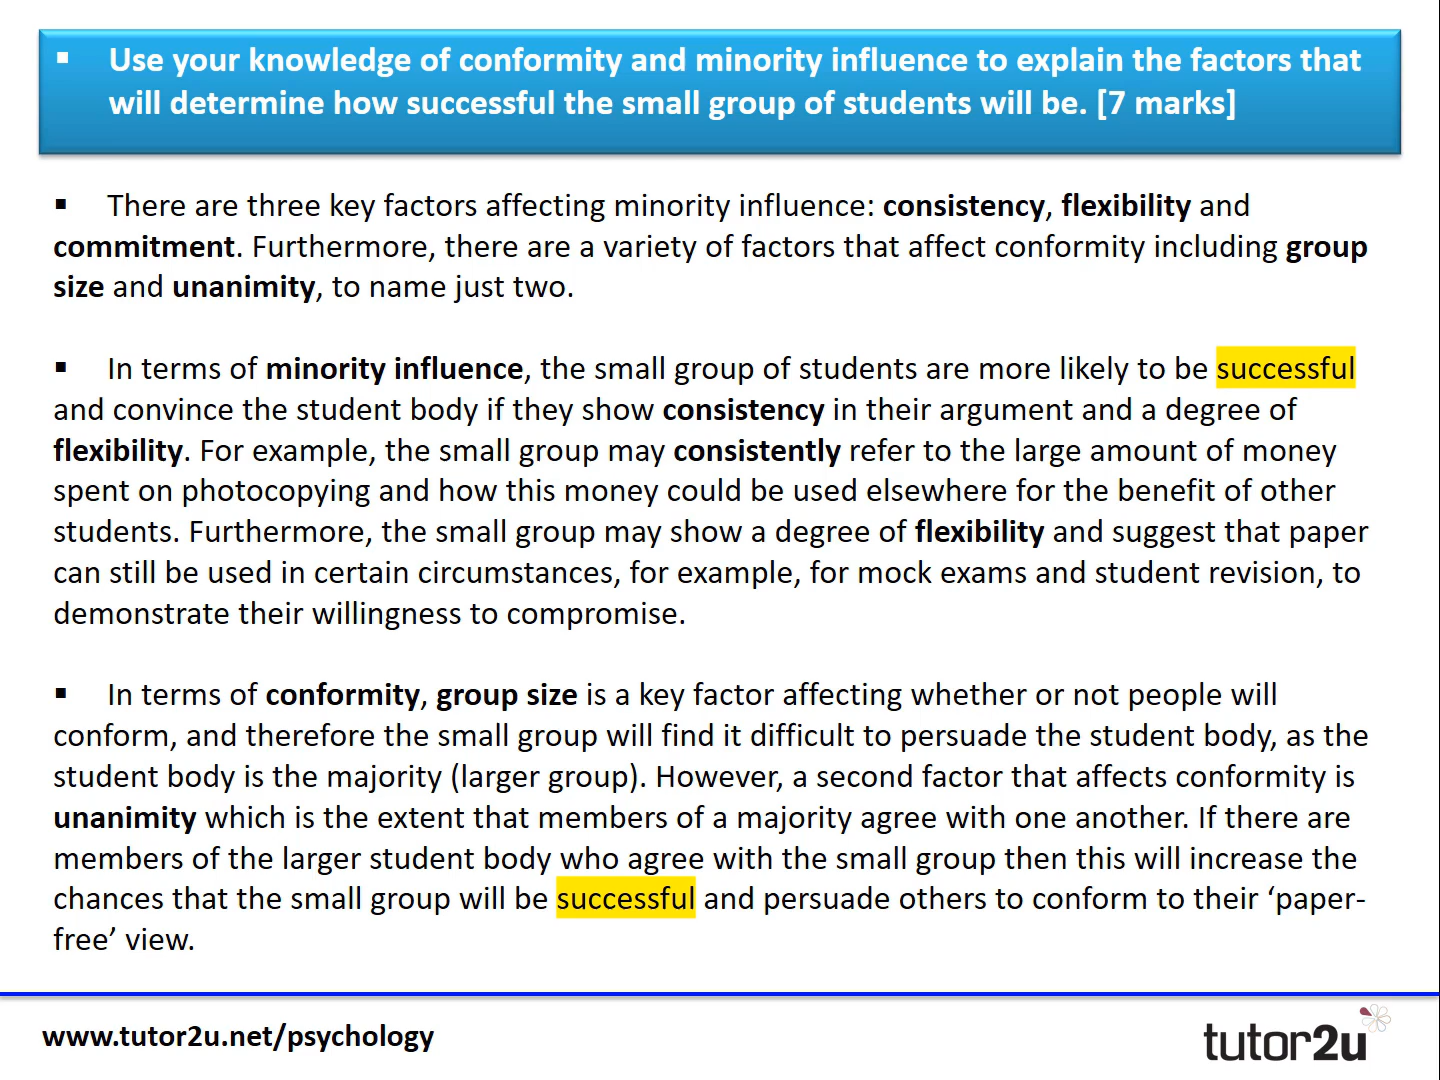 ▪ Use your knowledge of conformity and minority influence to explain the factors that
will determine how successful the small group of students will be. [7 marks]
▪ There are three key factors affecting minority influence: consistency, flexibility and
commitment. Furthermore, there are a variety of factors that affect conformity including group
size and unanimity, to name just two.
▪ In terms of minority influence, the small group of students are more likely to be successful
and convince the student body if they show consistency in their argument and a degree of
flexibility. For example, the small group may consistently refer to the large amount of money
spent on photocopying and how this money could be used elsewhere for the benefit of other
students. Furthermore, the small group may show a degree of flexibility and suggest that paper
can still be used in certain circumstances, for example, for mock exams and student revision, to
demonstrate their willingness to compromise.
▪ In terms of conformity, group size is a key factor affecting whether or not people will
conform, and therefore the small group will find it difficult to persuade the student body, as the
student body is the majority (larger group). However, a second factor that affects conformity is
unanimity which is the extent that members of a majority agree with one another. If there are
members of the larger student body who agree with the small group then this will increase the
chances that the small group will be successful and persuade others to conform to their ‘paper-
free’ view.
www.tutor2u.net/psychology
tutor2u